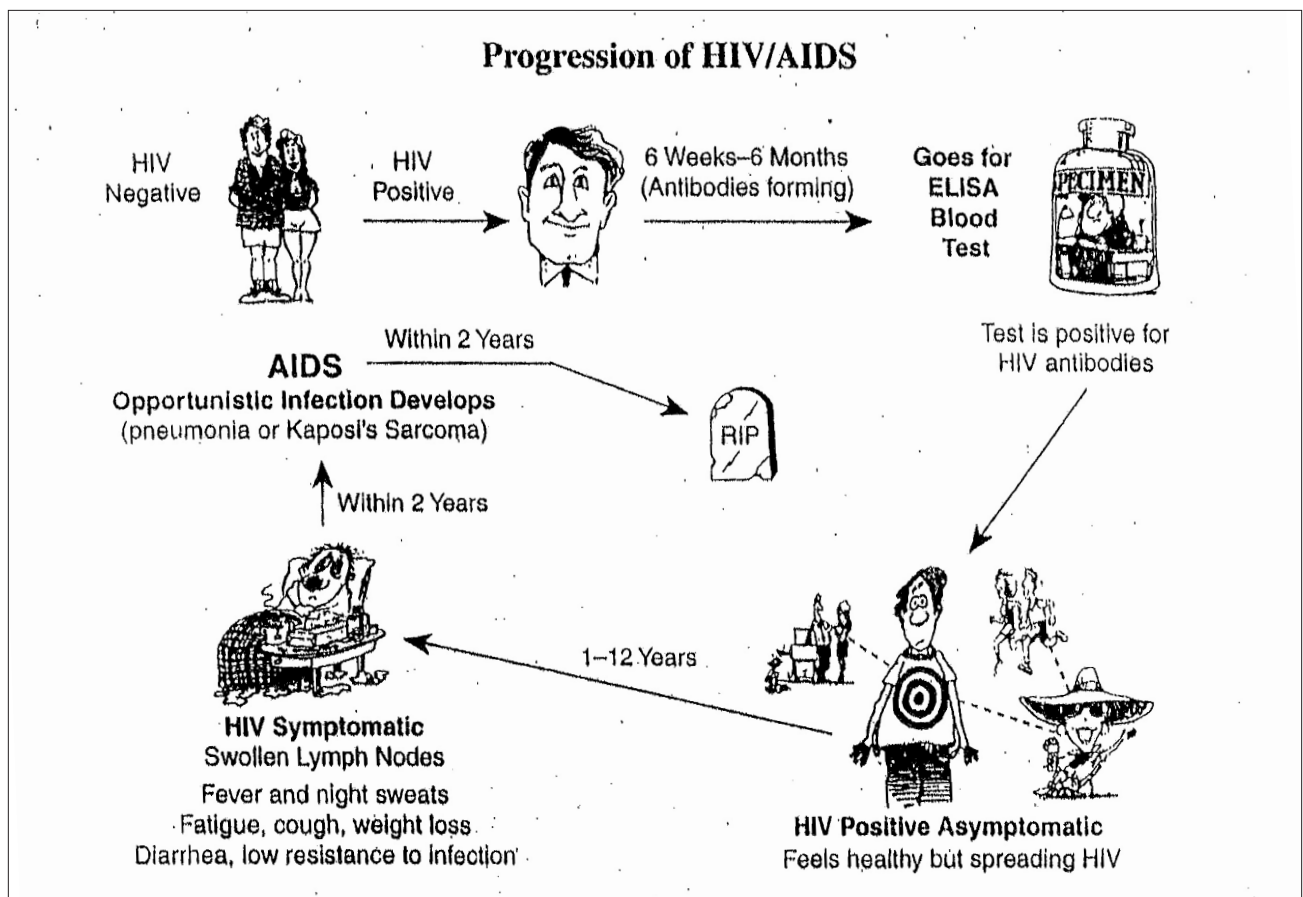 Progression of HIV/AIDS
HIV
Negative
HIV
Positive
6 Weeks–6 Months
(Antibodies forming)
Goes for
ELISA
Blood
Test
PECIMEN
Test is positive for
HIV antibodies
HIV Positive Asymptomatic
Feels healthy but spreading HIV
1–12 Years
HIV Symptomatic
Swollen Lymph Nodes
Fever and night sweats
Fatigue, cough, weight loss
Diarrhea, low resistance to infection
Within 2 Years
AIDS
Opportunistic Infection Develops
(pneumonia or Kaposi's Sarcoma)
Within 2 Years
RIP